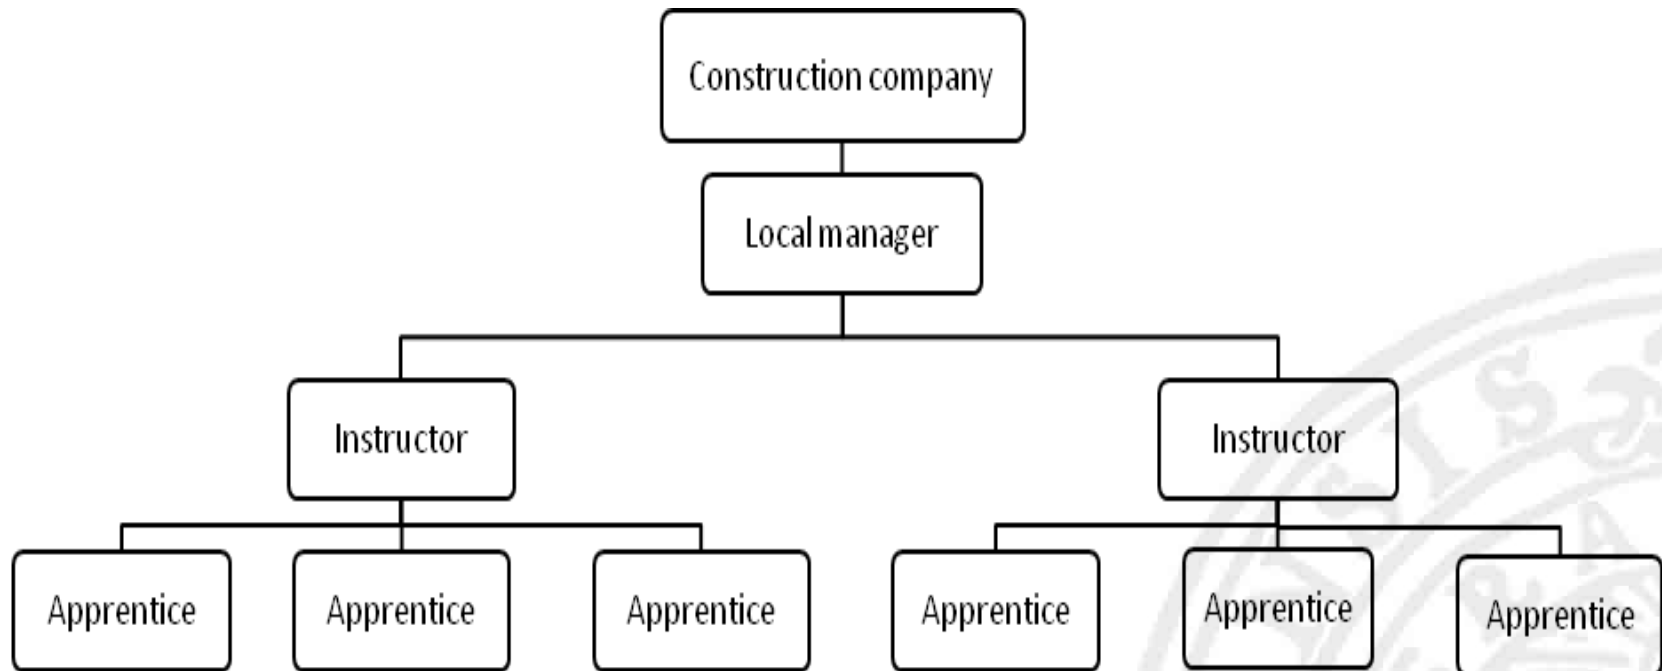 Construction company
Local manager
Instructor
Instructor
Apprentice
Apprentice
Apprentice
Apprentice
Apprentice
Apprentice